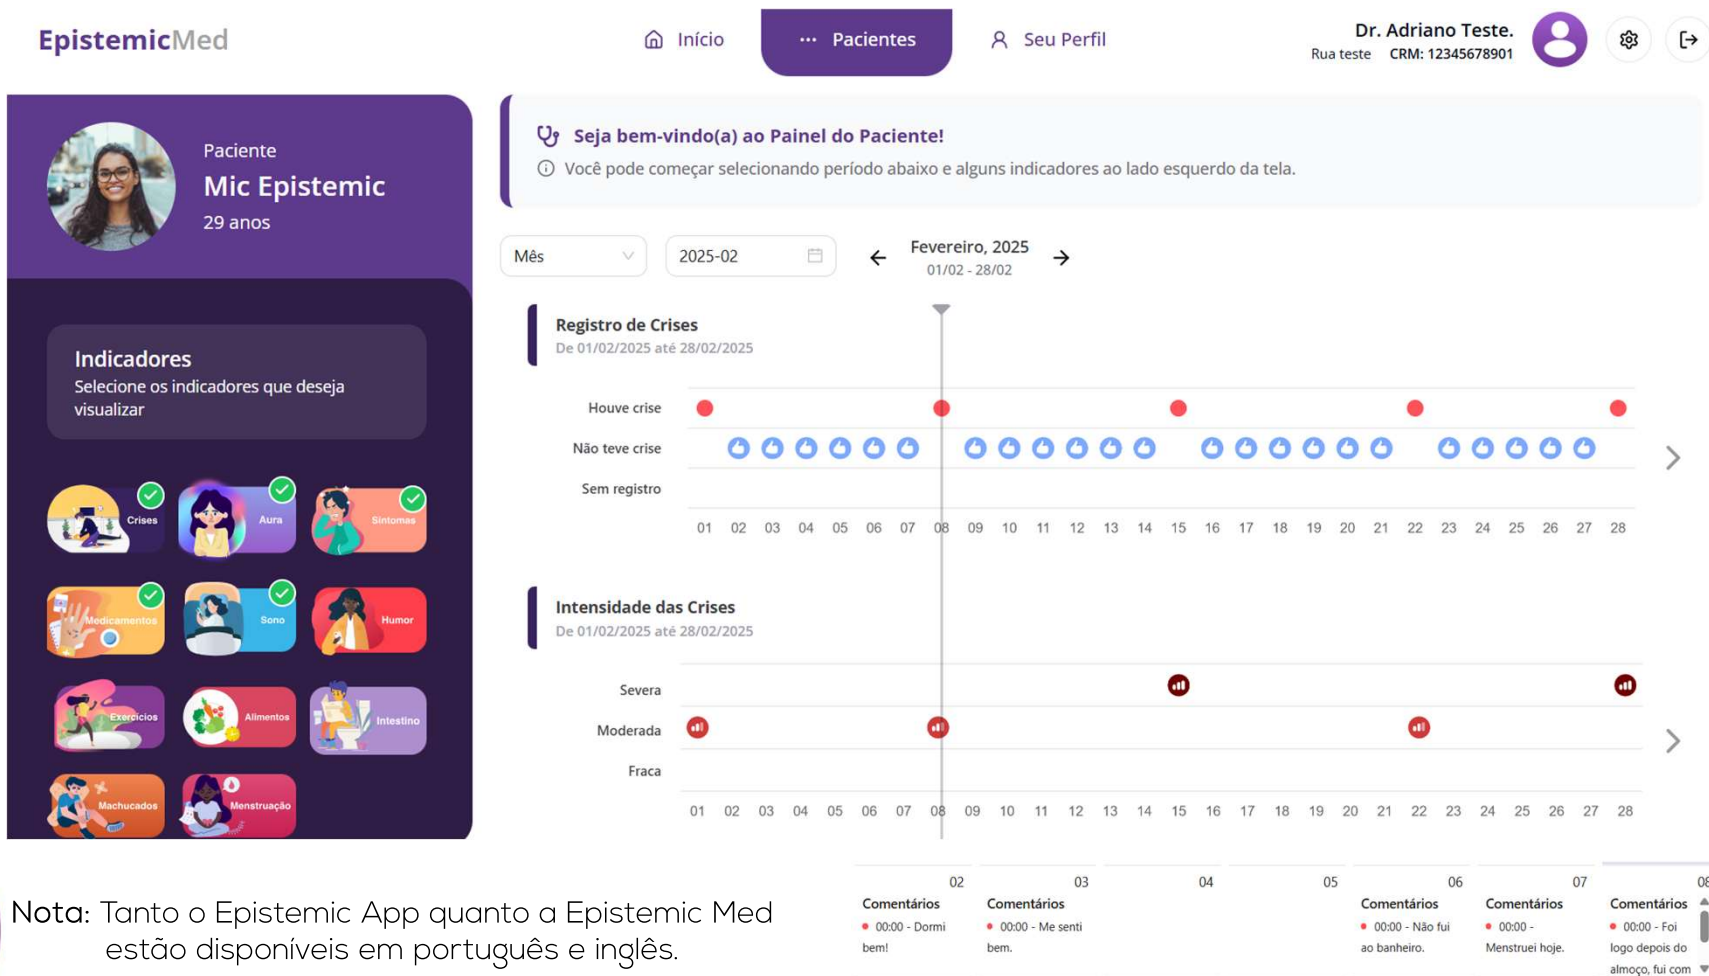 EpistemicMed
Início
Pacientes
Seu Perfil
Dr. Adriano Teste.
Rua teste CRM: 12345678901
Paciente
Mic Epistemic
29 anos
Indicadores
Selecione os indicadores que deseja
visualizar
Crises
Aura
Sintomas
Medicamentos
Sono
Humor
Exercícios
Alimentos
Intestino
Machucados
Menstruação
Seja bem-vindo(a) ao Painel do Paciente!
Você pode começar selecionando período abaixo e alguns indicadores ao lado esquerdo da tela.
Mês
2025-02
Fevereiro, 2025
01/02 - 28/02
Registro de Crises
De 01/02/2025 até 28/02/2025
Houve crise
Não teve crise
Sem registro
01 02 03 04 05 06 07 08 09 10 11 12 13 14 15 16 17 18 19 20 21 22 23 24 25 26 27 28
Intensidade das Crises
De 01/02/2025 até 28/02/2025
Severa
Moderada
Fraca
01 02 03 04 05 06 07 08 09 10 11 12 13 14 15 16 17 18 19 20 21 22 23 24 25 26 27 28
Nota: Tanto o Epistemic App quanto a Epistemic Med
estão disponíveis em português e inglês.
02
Comentários
00:00 - Dormi
bem!
03
Comentários
00:00 - Me senti
bem.
04
05
06
Comentários
00:00 - Não fui
ao banheiro.
07
Comentários
00:00 -
Menstruei hoje.
08
Comentários
00:00 - Foi
logo depois do
almoço, fui com